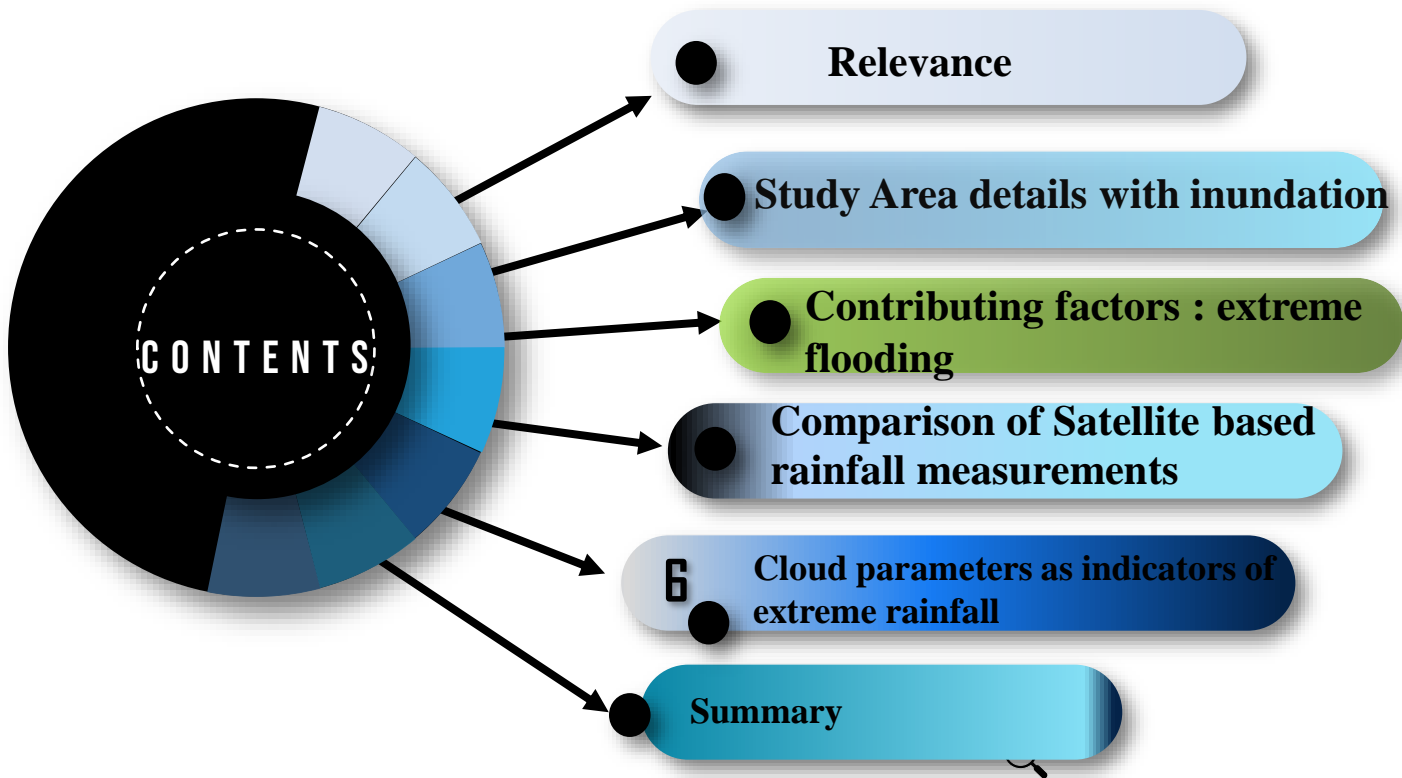 Relevance
Study Area details with inundation
Contributing factors : extreme
flooding
CONTENTS
Comparison of Satellite based
rainfall measurements
6
Cloud parameters as indicators of
extreme rainfall
Summary